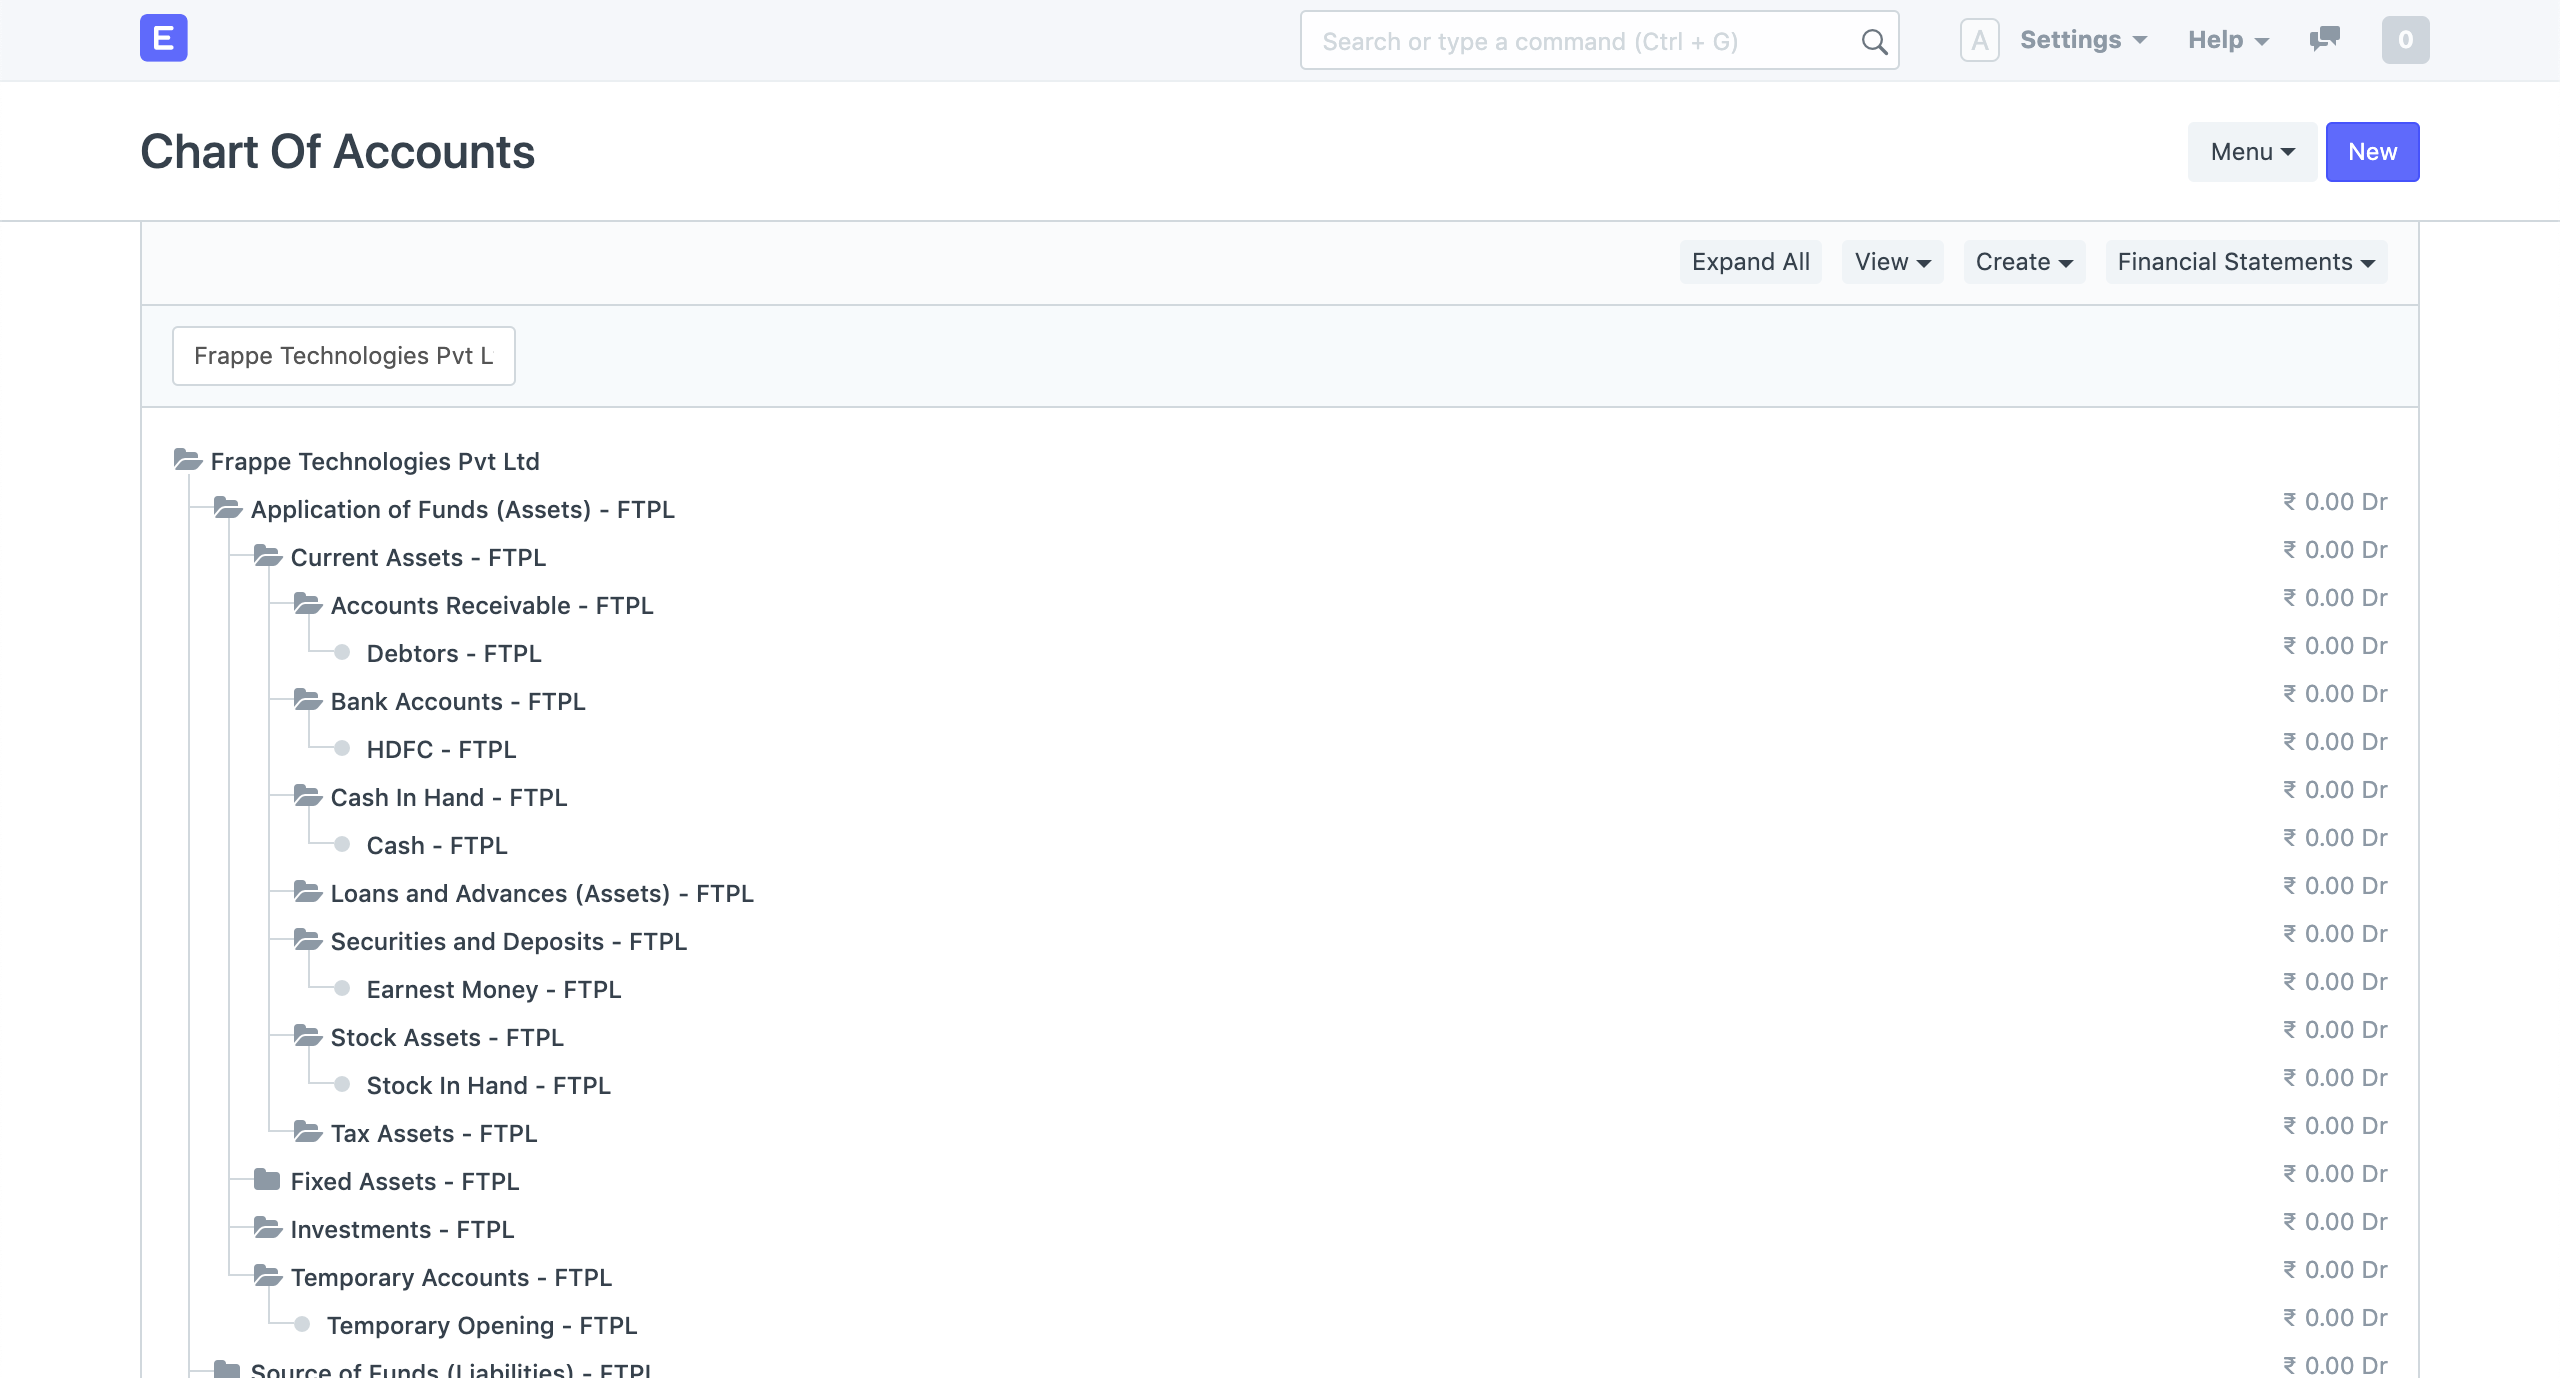 E
Search or type a command (Ctrl + G)
A
Settings
Help
0
Chart Of Accounts
Menu
New
Expand All
View
Create
Financial Statements
Frappe Technologies Pvt L
Frappe Technologies Pvt Ltd
Application of Funds (Assets) - FTPL ₹ 0.00 Dr
Current Assets - FTPL ₹ 0.00 Dr
Accounts Receivable - FTPL ₹ 0.00 Dr
Debtors - FTPL ₹ 0.00 Dr
Bank Accounts - FTPL ₹ 0.00 Dr
HDFC - FTPL ₹ 0.00 Dr
Cash In Hand - FTPL ₹ 0.00 Dr
Cash - FTPL ₹ 0.00 Dr
Loans and Advances (Assets) - FTPL ₹ 0.00 Dr
Securities and Deposits - FTPL ₹ 0.00 Dr
Earnest Money - FTPL ₹ 0.00 Dr
Stock Assets - FTPL ₹ 0.00 Dr
Stock In Hand - FTPL ₹ 0.00 Dr
Tax Assets - FTPL ₹ 0.00 Dr
Fixed Assets - FTPL ₹ 0.00 Dr
Investments - FTPL ₹ 0.00 Dr
Temporary Accounts - FTPL ₹ 0.00 Dr
Temporary Opening - FTPL ₹ 0.00 Dr
Source of Funds (Liabilities) - FTPL ₹ 0.00 Dr